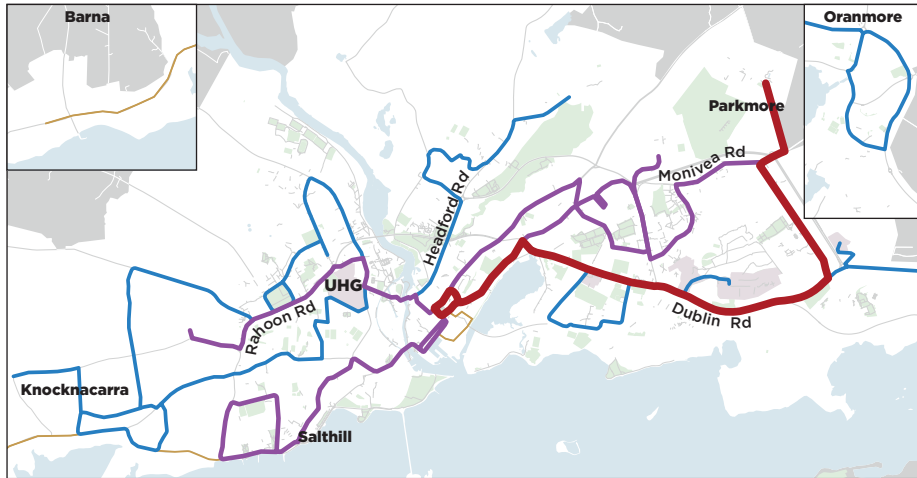 Barna
Oranmore
Parkmore
Monivea Rd
Headford Rd
UHG
Rahoon Rd
Dublin Rd
Knocknacarra
Salthill